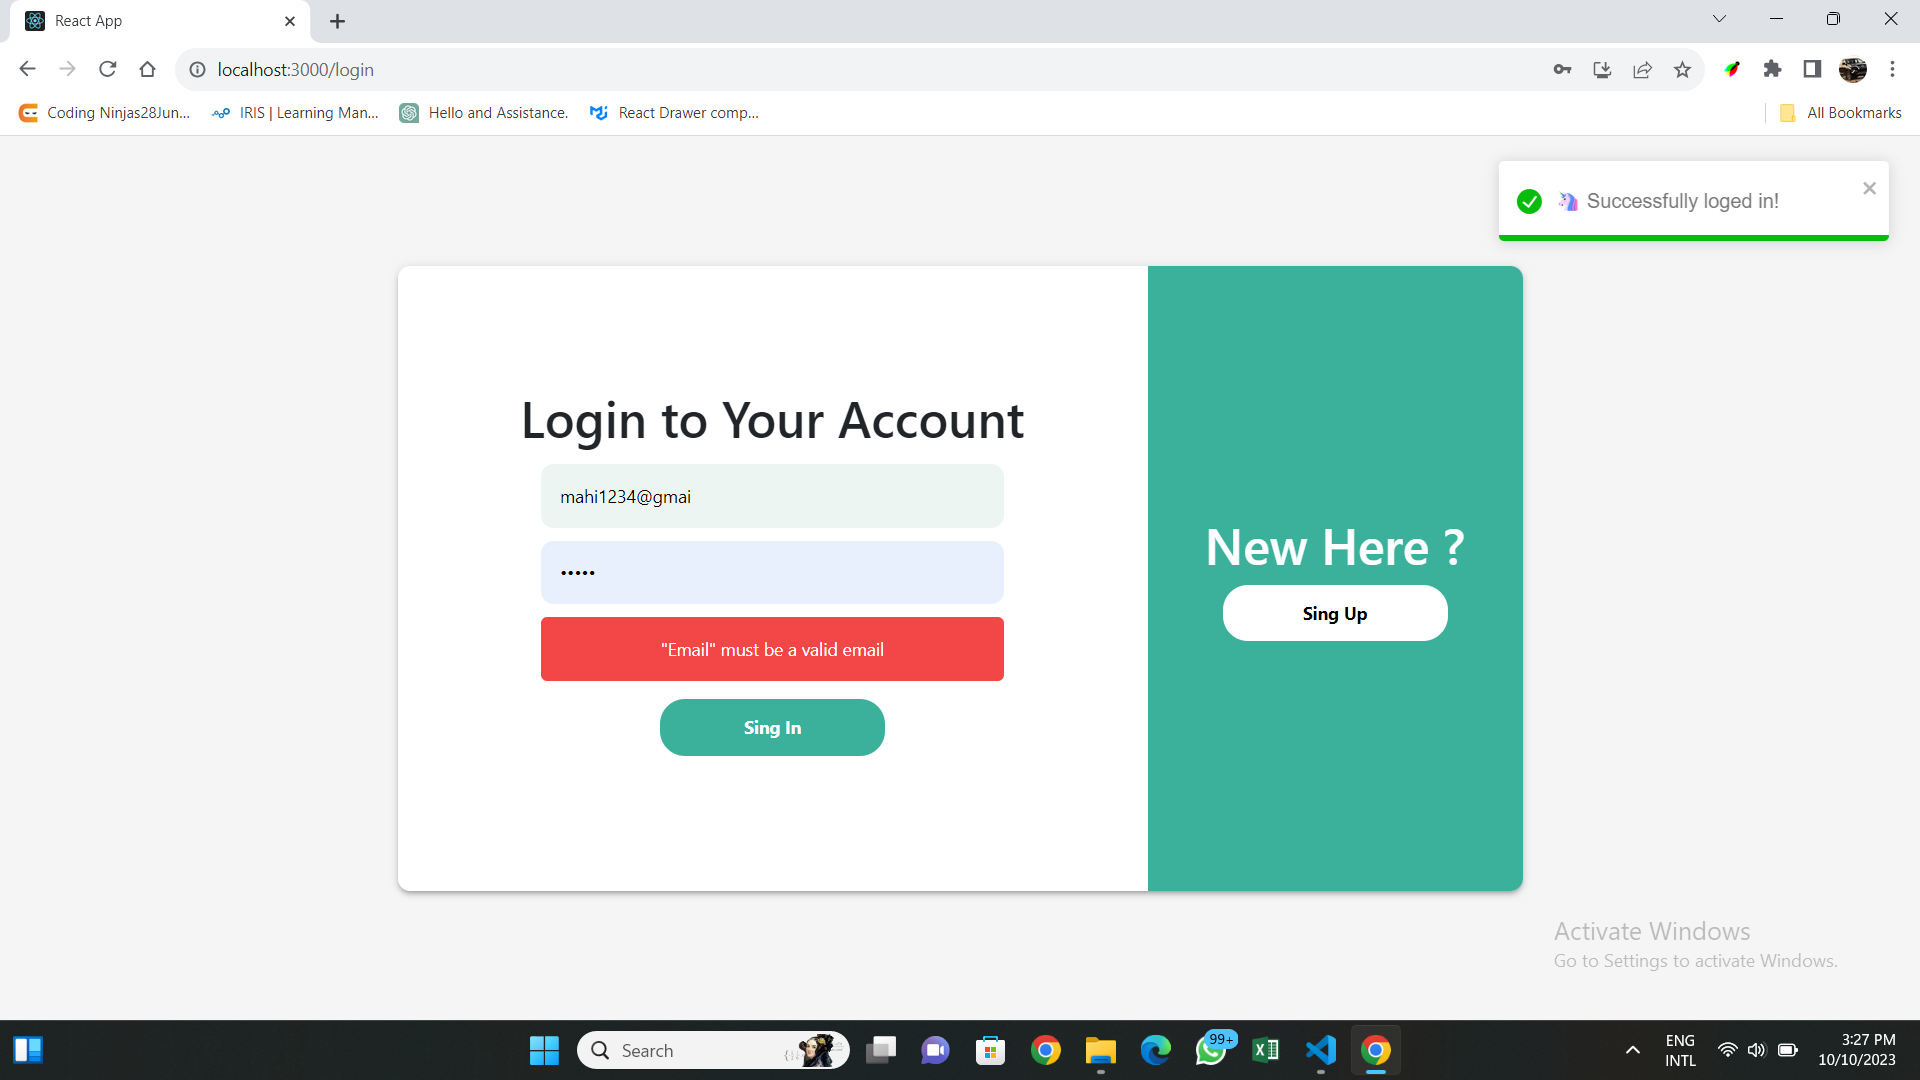 React App
localhost:3000/login
Coding Ninjas28Jun...
IRIS | Learning Man...
Hello and Assistance.
React Drawer comp...
All Bookmarks
🦄 Successfully loged in!
Login to Your Account
mahi1234@gmai
•••••
"Email" must be a valid email
Sing In
New Here ?
Sing Up
Activate Windows
Go to Settings to activate Windows.
Search
99+
ENG
INTL
3:27 PM
10/10/2023